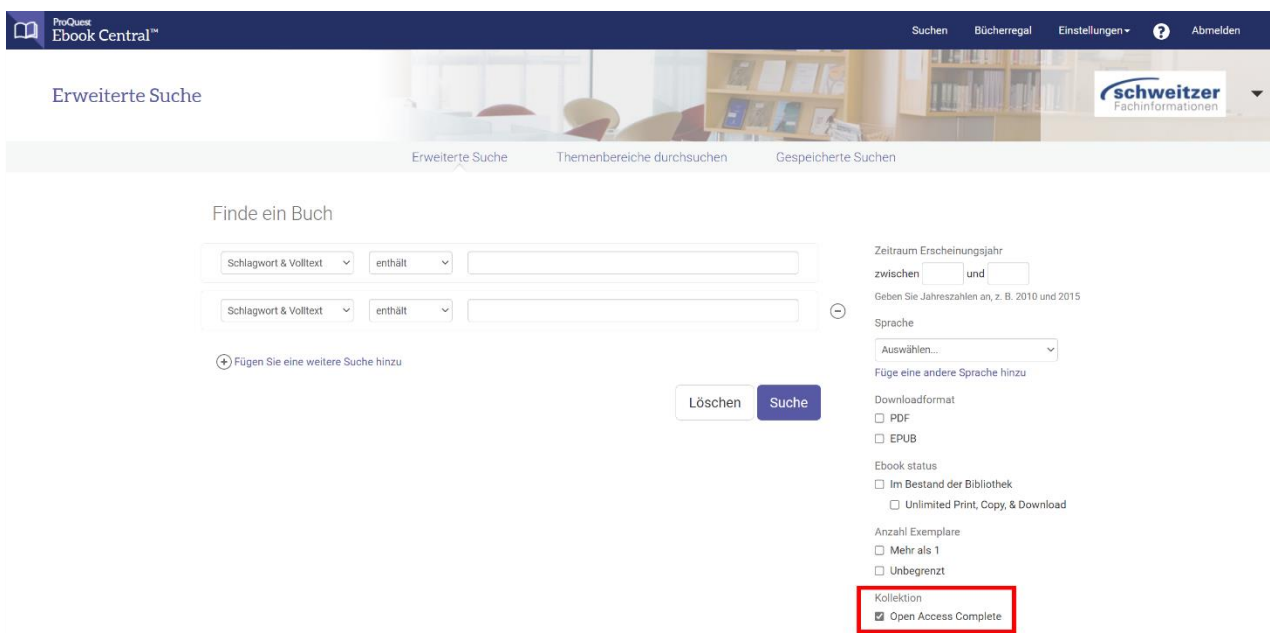 ProQuest
Ebook Central™
Suchen Bücherregal Einstellungen ? Abmelden
Erweiterte Suche
schweitzer
Fachinformationen
Erweiterte Suche Themenbereiche durchsuchen Gespeicherte Suchen
Finde ein Buch
Schlagwort & Volltext enthält
Schlagwort & Volltext enthält
Fügen Sie eine weitere Suche hinzu
Löschen Suche
Zeitraum Erscheinungsjahr
zwischen und
Geben Sie Jahreszahlen an, z. B. 2010 und 2015
Sprache
Auswählen...
Füge eine andere Sprache hinzu
Downloadformat
PDF
EPUB
Ebook status
Im Bestand der Bibliothek
Unlimited Print, Copy, & Download
Anzahl Exemplare
Mehr als 1
Unbegrenzt
Kollektion
Open Access Complete